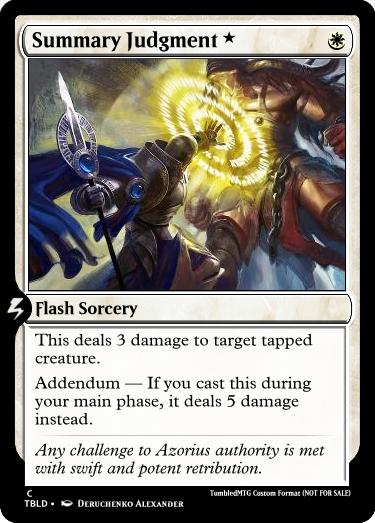 Summary Judgment ★
Flash Sorcery
This deals 3 damage to target tapped
creature.
Addendum — If you cast this during
your main phase, it deals 5 damage
instead.
Any challenge to Azorius authority is met
with swift and potent retribution.
C
TumbledMTG Custom Format (NOT FOR SALE)
TBLD • Deruchenko Alexander